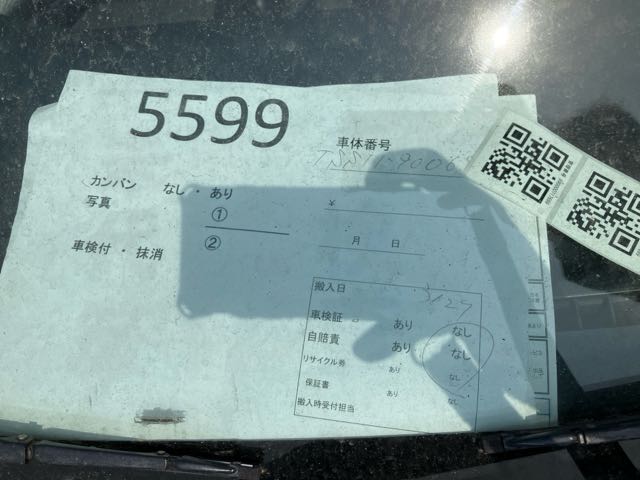 5599
車体番号
カンバン なし・あり
写真 ①
¥
車検付・抹消 ②
月 日
搬入日 3/27
車検証 あり なし
自賠責 あり なし
リサイクル券 あり なし
保証書 あり なし
搬入時受付担当